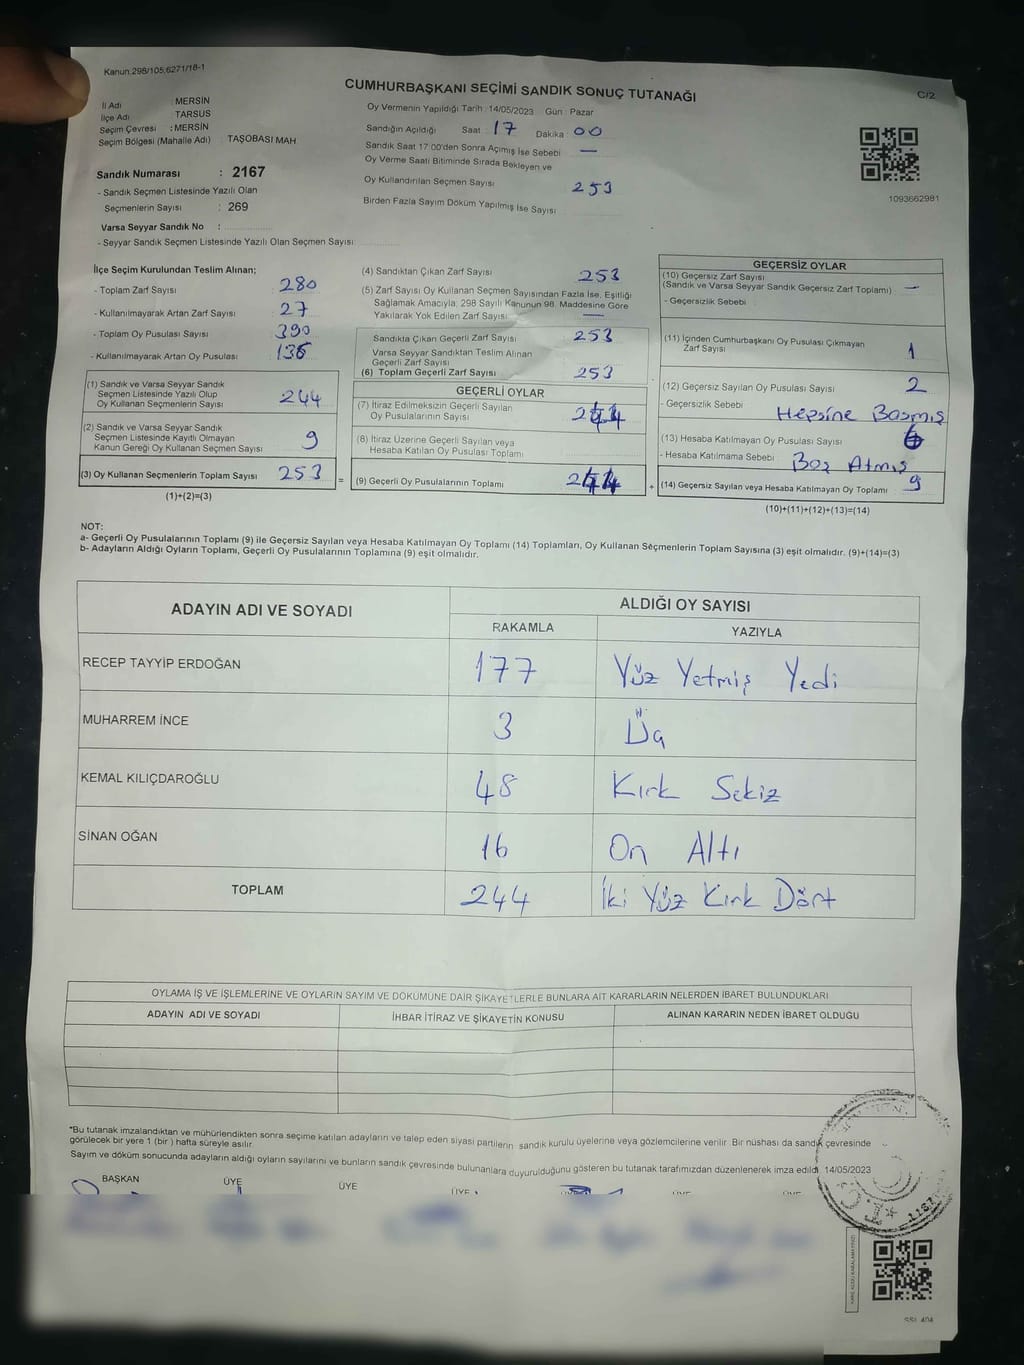 Kanun:298/105;6271/18-1
CUMHURBAŞKANI SEÇİMİ SANDIK SONUÇ TUTANAĞI
C/2
İl Adı : MERSİN
İlçe Adı : TARSUS
Seçim Çevresi : MERSİN
Seçim Bölgesi (Mahalle Adı) : TAŞOBASI MAH
Sandık Numarası : 2167
- Sandık Seçmen Listesinde Yazılı Olan
Seçmenlerin Sayısı : 269
Varsa Seyyar Sandık No :
- Seyyar Sandık Seçmen Listesinde Yazılı Olan Seçmen Sayısı:
Oy Vermenin Yapıldığı Tarih :14/05/2023 Gün : Pazar
Sandığın Açıldığı Saat : 17 Dakika : 00
Sandık Saat 17:00'den Sonra Açımış İse Sebebi —
Oy Verme Saati Bitiminde Sırada Bekleyen ve
Oy Kullandırılan Seçmen Sayısı 253
Birden Fazla Sayım Döküm Yapılmış İse Sayısı
1093662981
İlçe Seçim Kurulundan Teslim Alınan;
- Toplam Zarf Sayısı : 280
- Kullanılmayarak Artan Zarf Sayısı : 27
- Toplam Oy Pusulası Sayısı : 390
- Kullanılmayarak Artan Oy Pusulası : 136
(1) Sandık ve Varsa Seyyar Sandık
Seçmen Listesinde Yazılı Olup
Oy Kullanan Seçmenlerin Sayısı 244
(2) Sandık ve Varsa Seyyar Sandık
Seçmen Listesinde Kayıtlı Olmayan
Kanun Gereği Oy Kullanan Seçmen Sayısı 9
(3) Oy Kullanan Seçmenlerin Toplam Sayısı 253
(1)+(2)=(3)
=
(4) Sandıktan Çıkan Zarf Sayısı 253
(5) Zarf Sayısı Oy Kullanan Seçmen Sayısından Fazla İse, Eşitliği
Sağlamak Amacıyla; 298 Sayılı Kanunun 98. Maddesine Göre
Yakılarak Yok Edilen Zarf Sayısı —
Sandıkta Çıkan Geçerli Zarf Sayısı 253
Varsa Seyyar Sandıktan Teslim Alınan
Geçerli Zarf Sayısı
(6) Toplam Geçerli Zarf Sayısı 253
GEÇERLİ OYLAR
(7) İtiraz Edilmeksizin Geçerli Sayılan
Oy Pusulalarının Sayısı 244
(8) İtiraz Üzerine Geçerli Sayılan veya
Hesaba Katılan Oy Pusulası Toplamı
(9) Geçerli Oy Pusulalarının Toplamı 244
+
GEÇERSİZ OYLAR
(10) Geçersiz Zarf Sayısı
(Sandık ve Varsa Seyyar Sandık Geçersiz Zarf Toplamı) —
- Geçersizlik Sebebi :
(11) İçinden Cumhurbaşkanı Oy Pusulası Çıkmayan
Zarf Sayısı 1
(12) Geçersiz Sayılan Oy Pusulası Sayısı 2
- Geçersizlik Sebebi : Hepsine Basmış
(13) Hesaba Katılmayan Oy Pusulası Sayısı 6
- Hesaba Katılmama Sebebi : Boş Atmış
(14) Geçersiz Sayılan veya Hesaba Katılmayan Oy Toplamı 9
(10)+(11)+(12)+(13)=(14)
NOT:
a- Geçerli Oy Pusulalarının Toplamı (9) ile Geçersiz Sayılan veya Hesaba Katılmayan Oy Toplamı (14) Toplamları, Oy Kullanan Seçmenlerin Toplam Sayısına (3) eşit olmalıdır. (9)+(14)=(3)
b- Adayların Aldığı Oyların Toplamı, Geçerli Oy Pusulalarının Toplamına (9) eşit olmalıdır.
ADAYIN ADI VE SOYADI ALDIĞI OY SAYISI
RAKAMLA YAZIYLA
RECEP TAYYİP ERDOĞAN 177 Yüz Yetmiş Yedi
MUHARREM İNCE 3 Üç
KEMAL KILIÇDAROĞLU 48 Kırk Sekiz
SİNAN OĞAN 16 On Altı
TOPLAM 244 İki Yüz Kırk Dört
OYLAMA İŞ VE İŞLEMLERİNE VE OYLARIN SAYIM VE DÖKÜMÜNE DAİR ŞİKAYETLERLE BUNLARA AİT KARARLARIN NELERDEN İBARET BULUNDUKLARI
ADAYIN ADI VE SOYADI İHBAR İTİRAZ VE ŞİKAYETİN KONUSU ALINAN KARARIN NEDEN İBARET OLDUĞU
*Bu tutanak imzalandıktan ve mühürlendikten sonra seçime katılan adayların ve talep eden siyasi partilerin sandık kurulu üyelerine veya gözlemcilerine verilir. Bir nüshası da sandık çevresinde
görülecek bir yere 1 (bir ) hafta süreyle asılır.
Sayım ve döküm sonucunda adayların aldığı oyların sayılarını ve bunların sandık çevresinde bulunanlara duyurulduğunu gösteren bu tutanak tarafımızdan düzenlenerek imza edildi. 14/05/2023
BAŞKAN ÜYE ÜYE ÜYE ÜYE ÜYE
T.C.